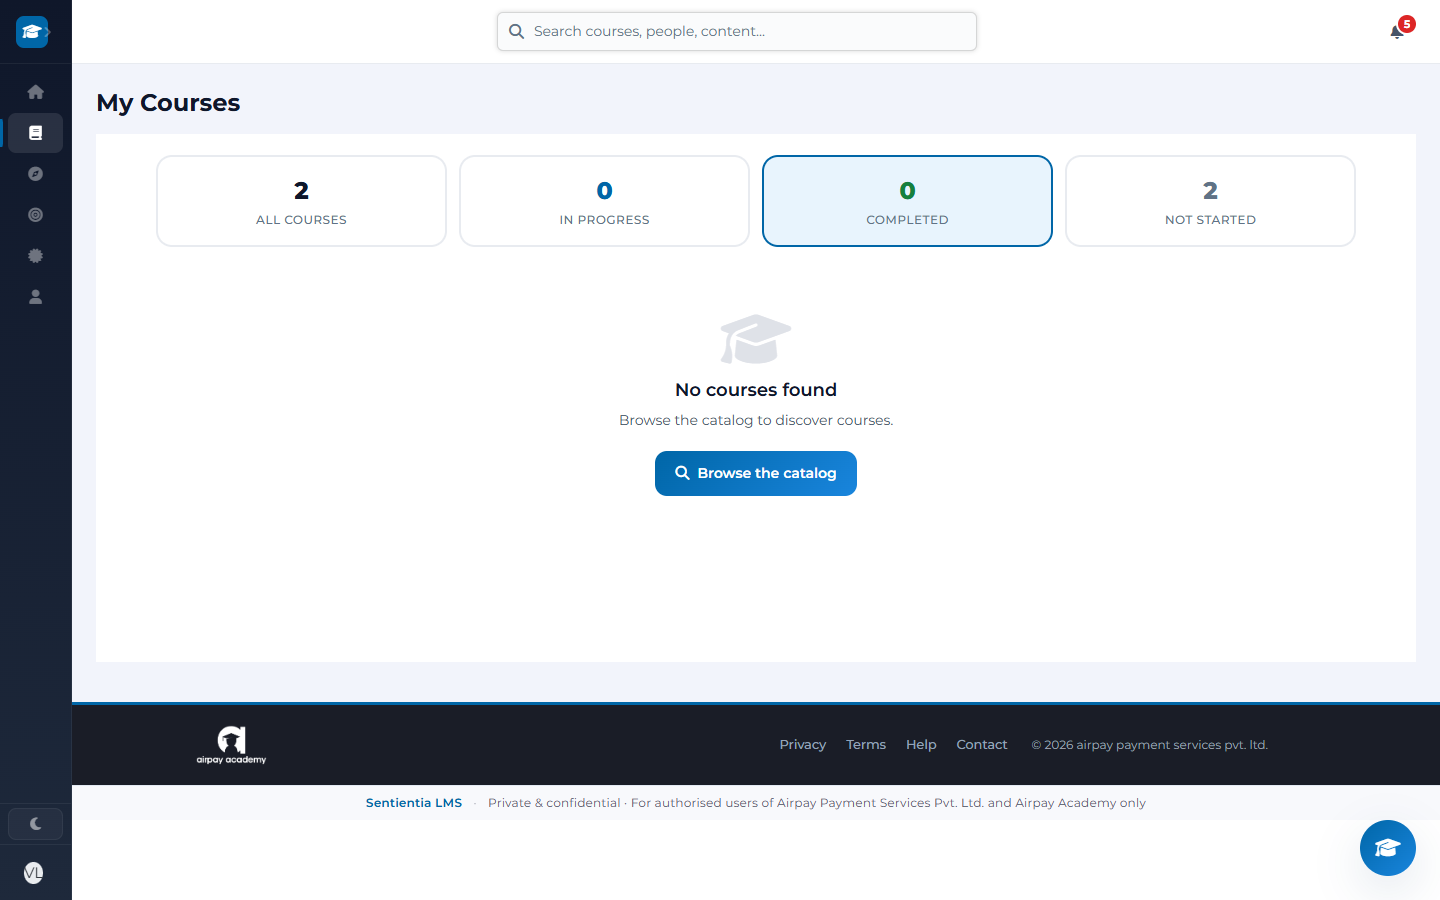 Search courses, people, content...
5
My Courses
2
ALL COURSES
0
IN PROGRESS
0
COMPLETED
2
NOT STARTED
No courses found
Browse the catalog to discover courses.
Browse the catalog
airpay academy
Privacy Terms Help Contact © 2026 airpay payment services pvt. ltd.
Sentientia LMS · Private & confidential · For authorised users of Airpay Payment Services Pvt. Ltd. and Airpay Academy only
VL